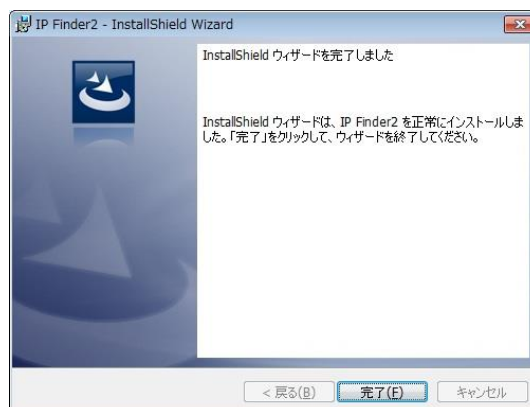 IP Finder2 - InstallShield Wizard
InstallShield ウィザードを完了しました
InstallShield ウィザードは、IP Finder2 を正常にインストールしま
した。「完了」をクリックして、ウィザードを終了してください。
< 戻る(B) 完了(F) キャンセル